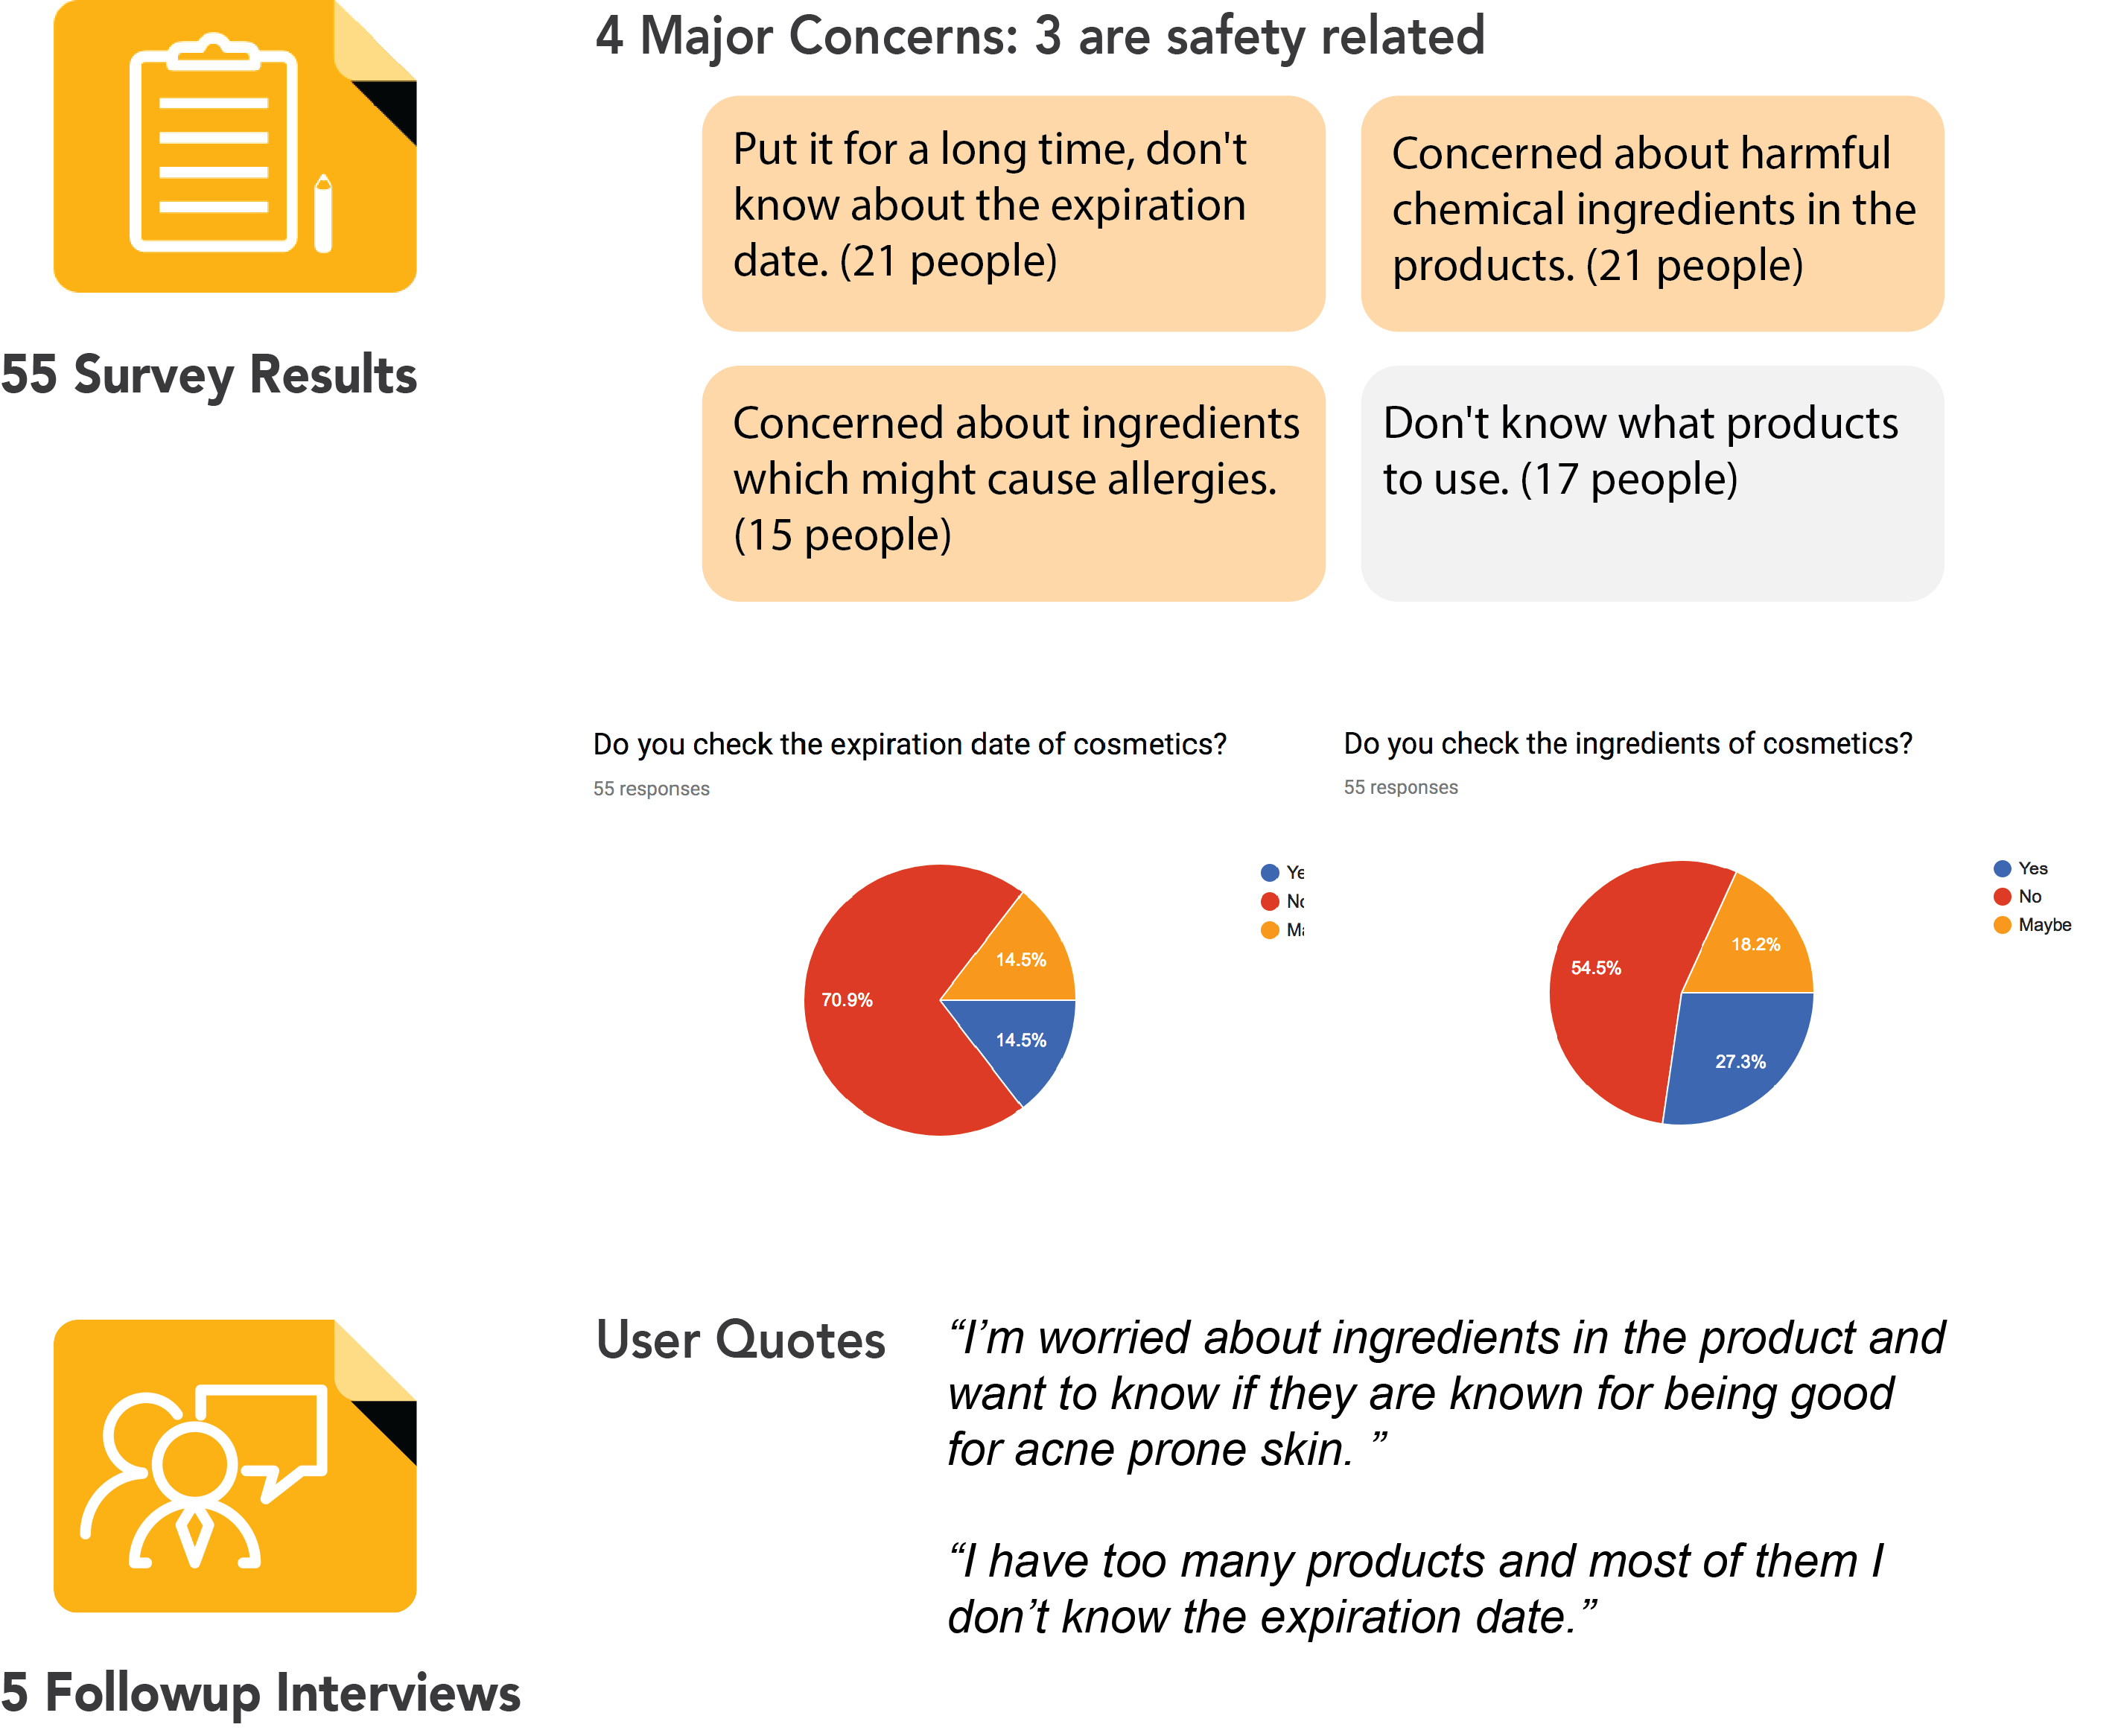 4 Major Concerns: 3 are safety related
Put it for a long time, don't
know about the expiration
date. (21 people)
Concerned about harmful
chemical ingredients in the
products. (21 people)
55 Survey Results
Concerned about ingredients
which might cause allergies.
(15 people)
Don't know what products
to use. (17 people)
Do you check the expiration date of cosmetics?
55 responses
Ye
No
Ma
14.5%
70.9%
14.5%
Do you check the ingredients of cosmetics?
55 responses
Yes
No
Maybe
18.2%
54.5%
27.3%
User Quotes
“I’m worried about ingredients in the product and
want to know if they are known for being good
for acne prone skin. ”
“I have too many products and most of them I
don’t know the expiration date.”
5 Followup Interviews